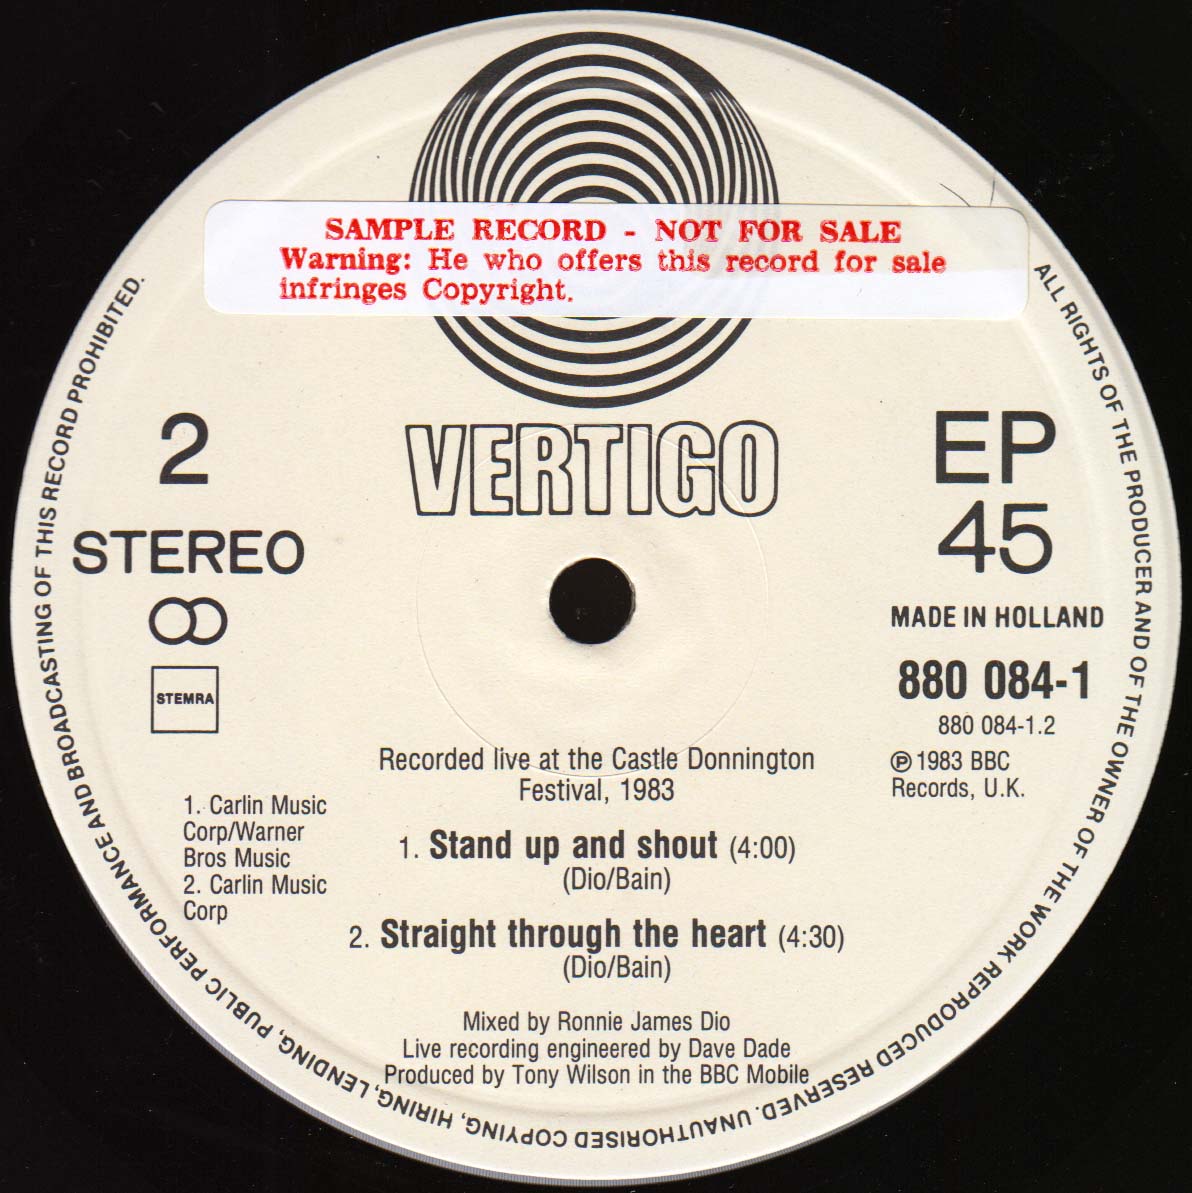 SAMPLE RECORD - NOT FOR SALE
Warning: He who offers this record for sale
infringes Copyright.
VERTIGO
2
STEREO
STEMRA
EP
45
MADE IN HOLLAND
880 084-1
880 084-1.2
℗ 1983 BBC
Records, U.K.
Recorded live at the Castle Donnington
Festival, 1983
1. Carlin Music
Corp/Warner
Bros Music
2. Carlin Music
Corp
1. Stand up and shout (4:00)
(Dio/Bain)
2. Straight through the heart (4:30)
(Dio/Bain)
Mixed by Ronnie James Dio
Live recording engineered by Dave Dade
Produced by Tony Wilson in the BBC Mobile
ALL RIGHTS OF THE PRODUCER AND OF THE OWNER OF THE WORK REPRODUCED RESERVED. UNAUTHORISED COPYING, HIRING, LENDING, PUBLIC PERFORMANCE AND BROADCASTING OF THIS RECORD PROHIBITED.